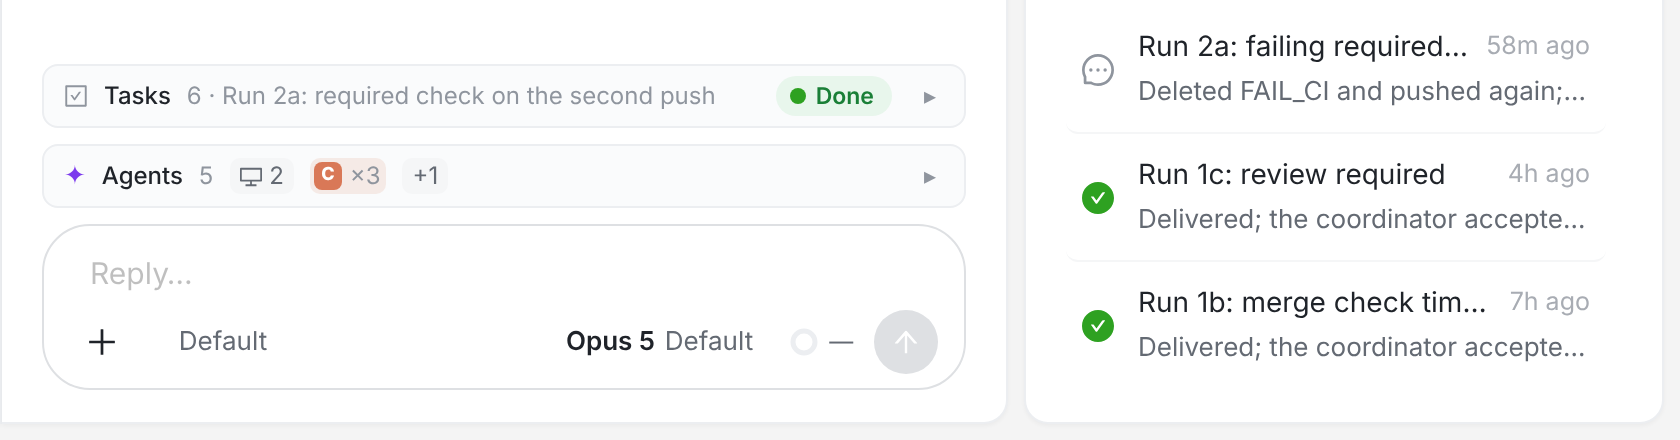 Tasks 6 · Run 2a: required check on the second push Done
Agents 5 2 C ×3 +1
Reply...
Default Opus 5 Default —
Run 2a: failing required... 58m ago
Deleted FAIL_CI and pushed again;...
Run 1c: review required 4h ago
Delivered; the coordinator accepte...
Run 1b: merge check tim... 7h ago
Delivered; the coordinator accepte...